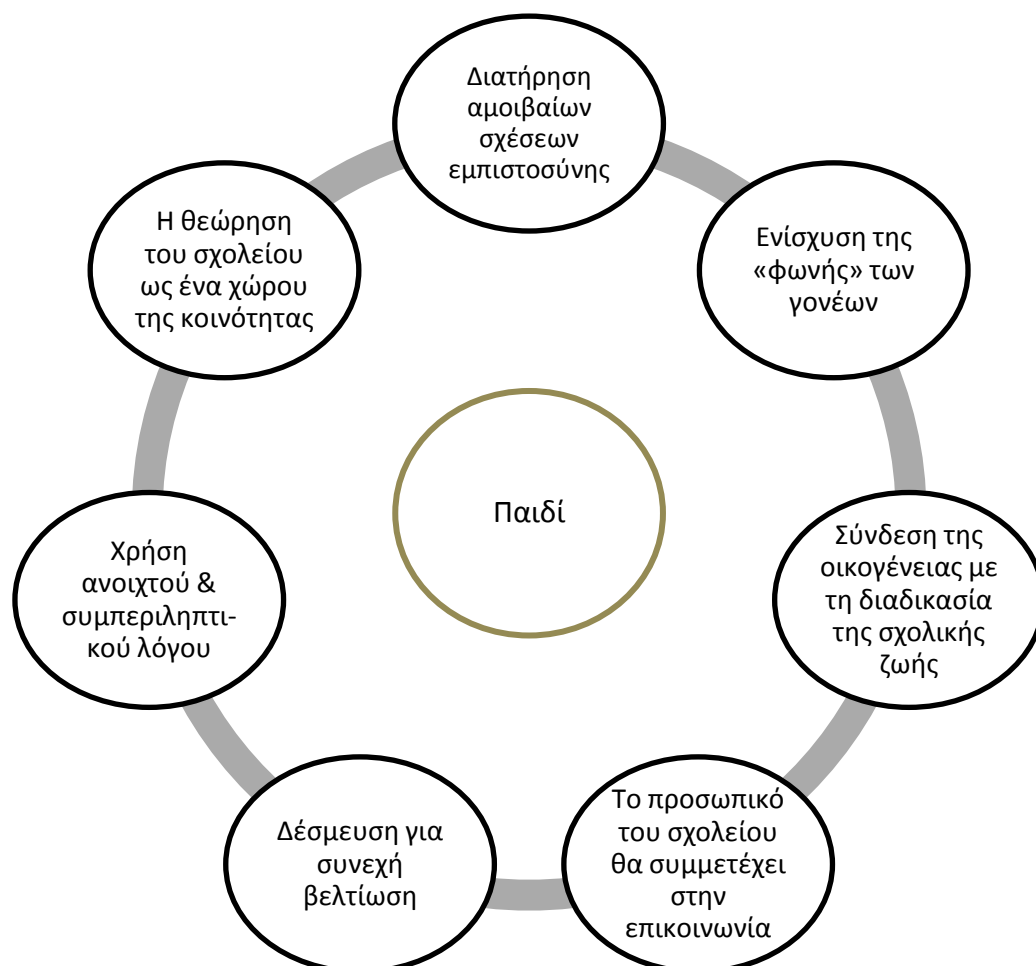 Διατήρηση
αμοιβαίων
σχέσεων
εμπιστοσύνης
Ενίσχυση της
«φωνής» των
γονέων
Σύνδεση της
οικογένειας με
τη διαδικασία
της σχολικής
ζωής
Το προσωπικό
του σχολείου
θα συμμετέχει
στην
επικοινωνία
Δέσμευση για
συνεχή
βελτίωση
Χρήση
ανοιχτού &
συμπεριληπτι-
κού λόγου
Η θεώρηση
του σχολείου
ως ένα χώρου
της κοινότητας
Παιδί